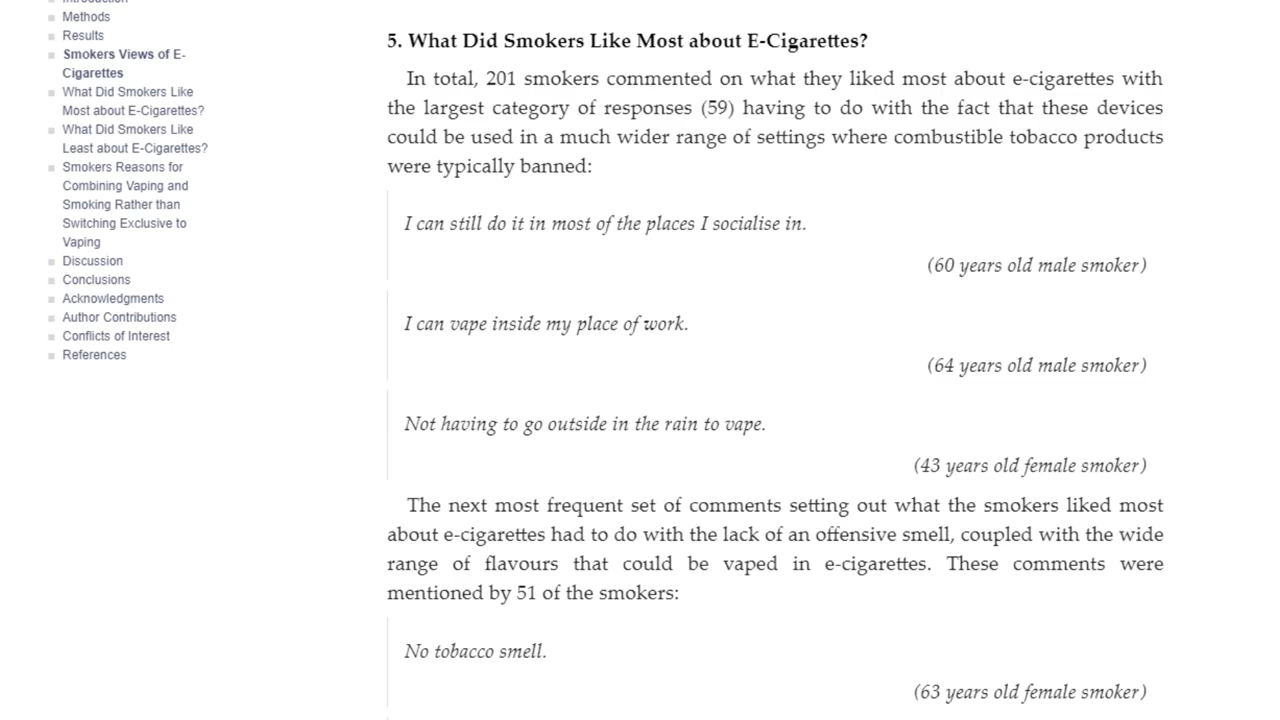 Introduction
Methods
Results
Smokers Views of E-
Cigarettes
What Did Smokers Like
Most about E-Cigarettes?
What Did Smokers Like
Least about E-Cigarettes?
Smokers Reasons for
Combining Vaping and
Smoking Rather than
Switching Exclusive to
Vaping
Discussion
Conclusions
Acknowledgments
Author Contributions
Conflicts of Interest
References
5. What Did Smokers Like Most about E-Cigarettes?
In total, 201 smokers commented on what they liked most about e-cigarettes with
the largest category of responses (59) having to do with the fact that these devices
could be used in a much wider range of settings where combustible tobacco products
were typically banned:
I can still do it in most of the places I socialise in.
(60 years old male smoker)
I can vape inside my place of work.
(64 years old male smoker)
Not having to go outside in the rain to vape.
(43 years old female smoker)
The next most frequent set of comments setting out what the smokers liked most
about e-cigarettes had to do with the lack of an offensive smell, coupled with the wide
range of flavours that could be vaped in e-cigarettes. These comments were
mentioned by 51 of the smokers:
No tobacco smell.
(63 years old female smoker)